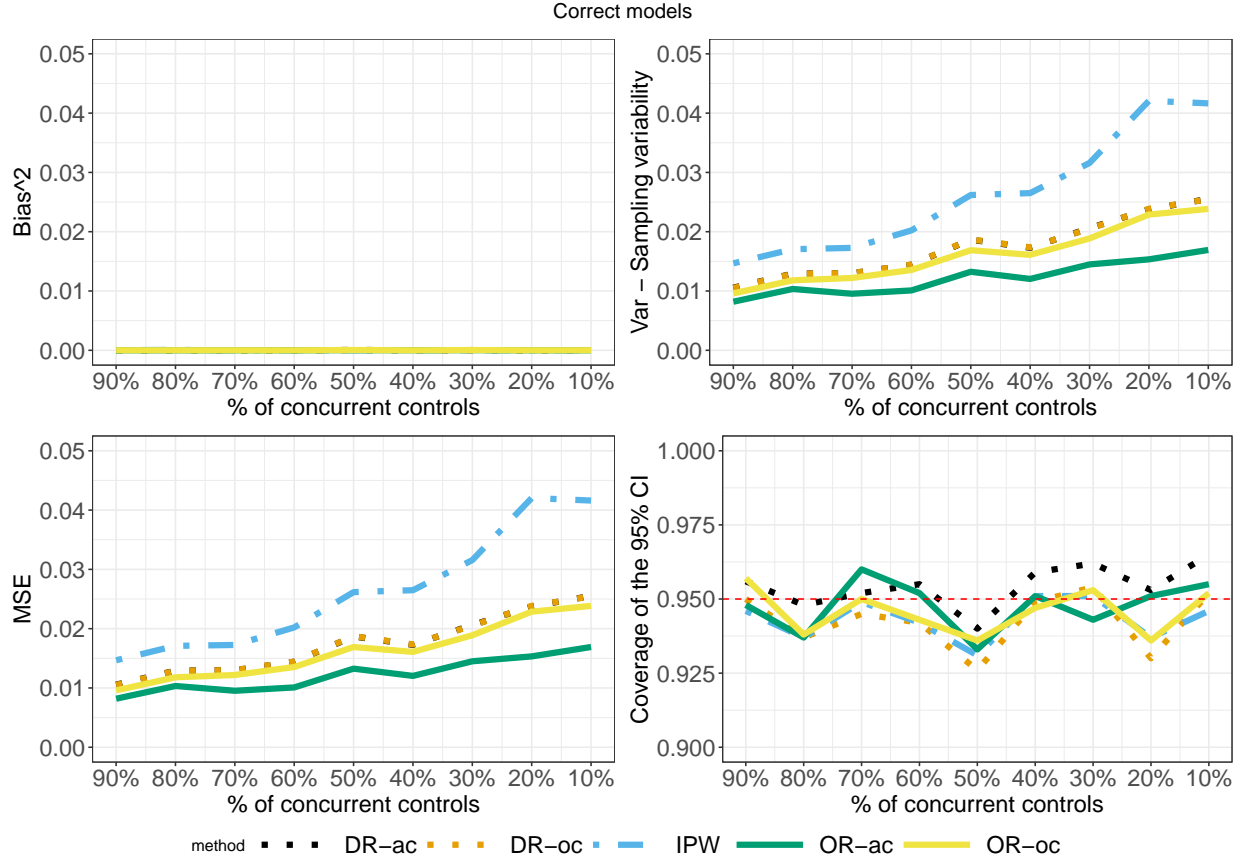 Correct models
0.05
0.04
0.03
0.02
0.01
0.00
Bias^2
90% 80% 70% 60% 50% 40% 30% 20% 10%
% of concurrent controls
0.05
0.04
0.03
0.02
0.01
0.00
Var − Sampling variability
90% 80% 70% 60% 50% 40% 30% 20% 10%
% of concurrent controls
0.05
0.04
0.03
0.02
0.01
0.00
MSE
90% 80% 70% 60% 50% 40% 30% 20% 10%
% of concurrent controls
1.000
0.975
0.950
0.925
0.900
Coverage of the 95% CI
90% 80% 70% 60% 50% 40% 30% 20% 10%
% of concurrent controls
method DR−ac DR−oc IPW OR−ac OR−oc